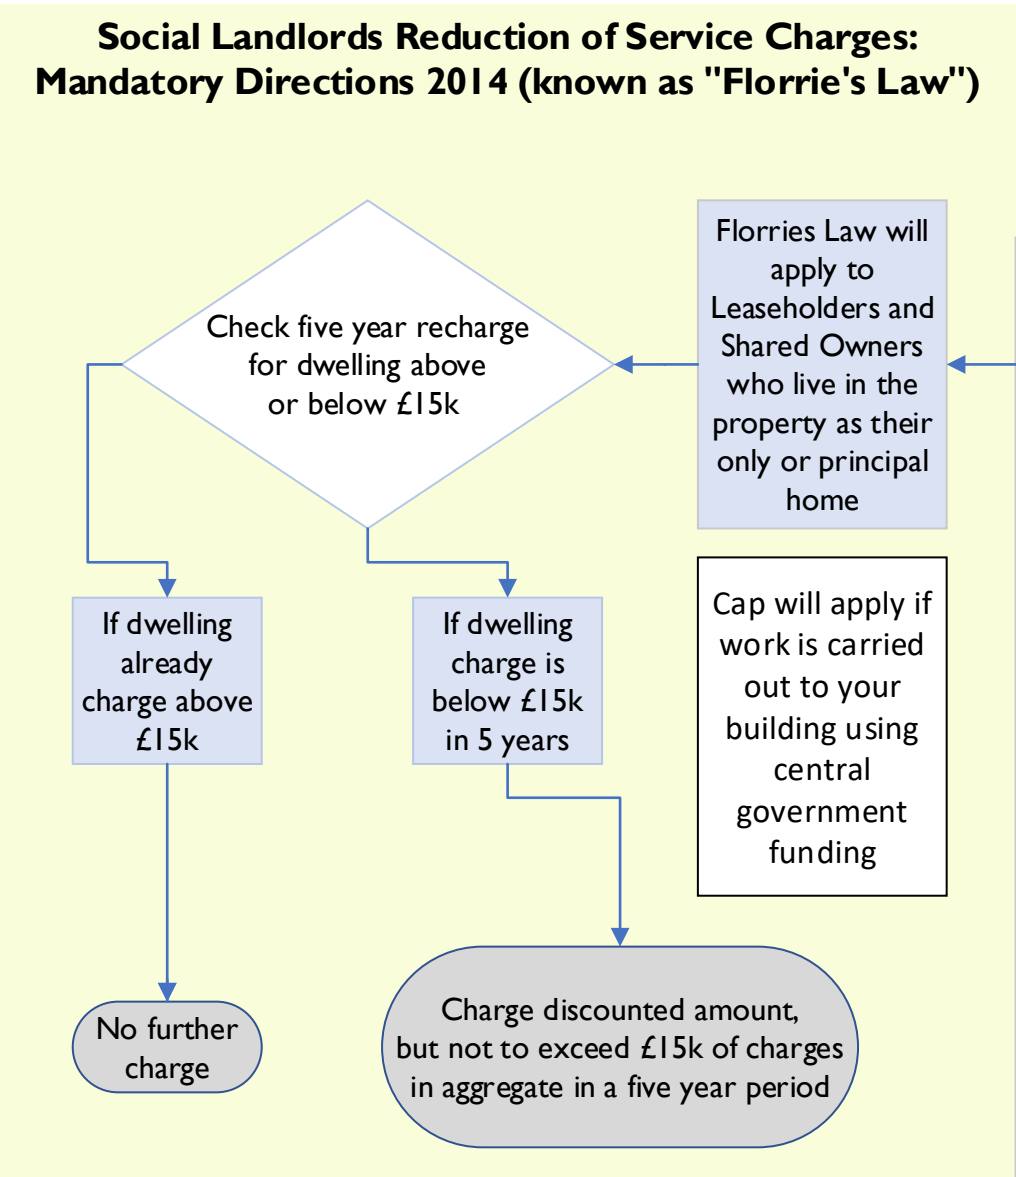 Social Landlords Reduction of Service Charges:
Mandatory Directions 2014 (known as "Florrie's Law")
Florries Law will
apply to
Leaseholders and
Shared Owners
who live in the
property as their
only or principal
home
Check five year recharge
for dwelling above
or below £15k
If dwelling
already
charge above
£15k
If dwelling
charge is
below £15k
in 5 years
Cap will apply if
work is carried
out to your
building using
central
government
funding
No further
charge
Charge discounted amount,
but not to exceed £15k of charges
in aggregate in a five year period